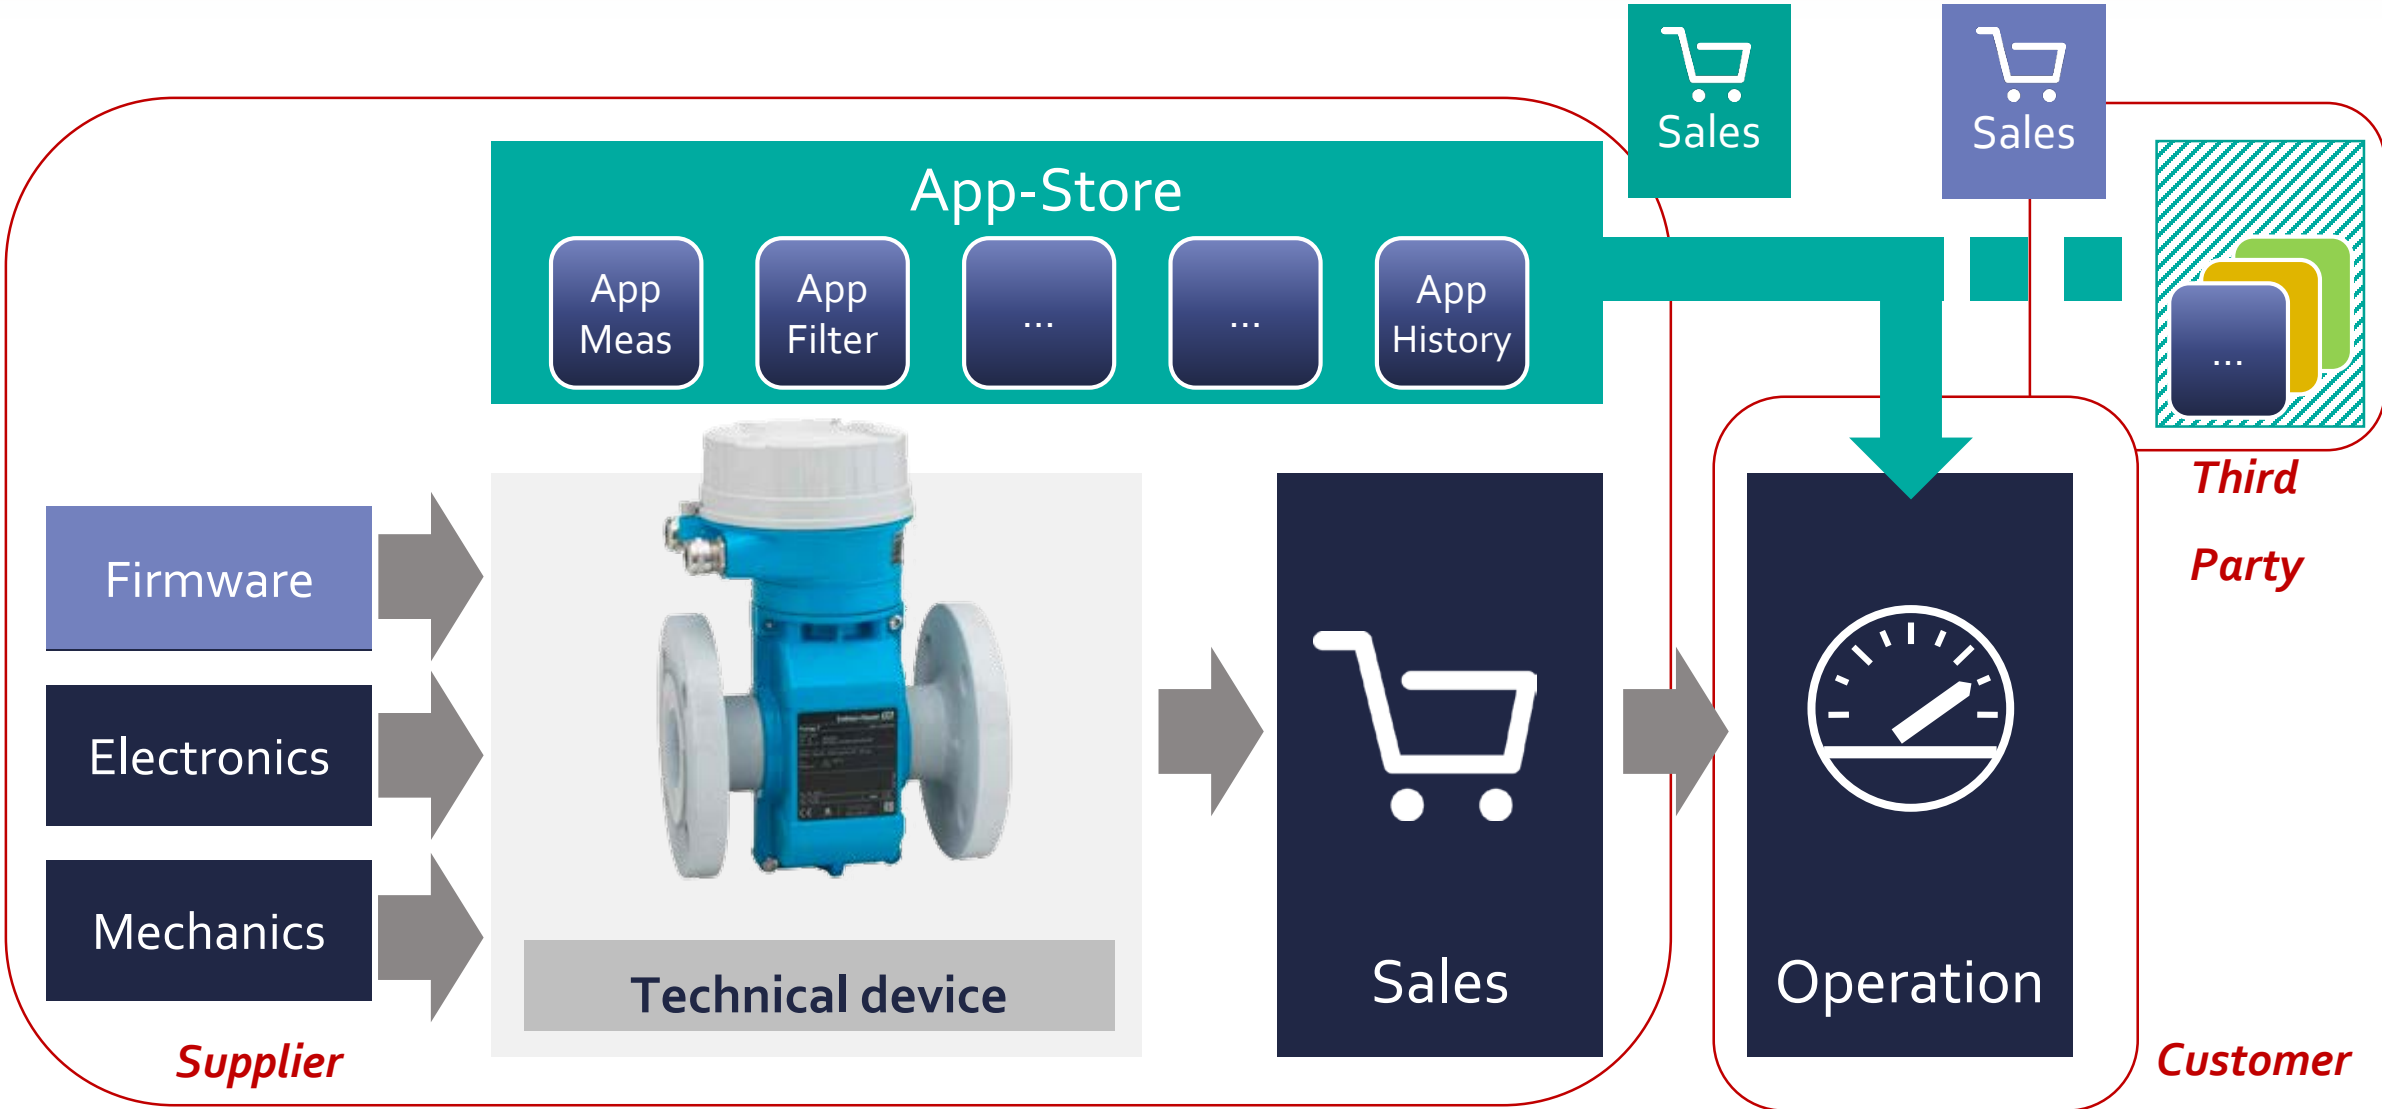 Sales
Sales
App-Store
App
Meas
App
Filter
...
...
App
History
...
Third
Party
Firmware
Electronics
Mechanics
Technical device
Sales
Operation
Supplier
Customer